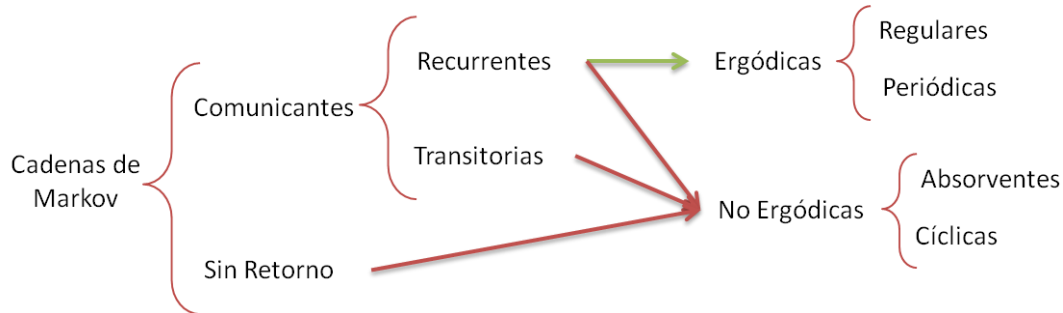 Cadenas de
Markov
Comunicantes
Sin Retorno
Recurrentes
Transitorias
Ergódicas
No Ergódicas
Regulares
Periódicas
Absorventes
Cíclicas